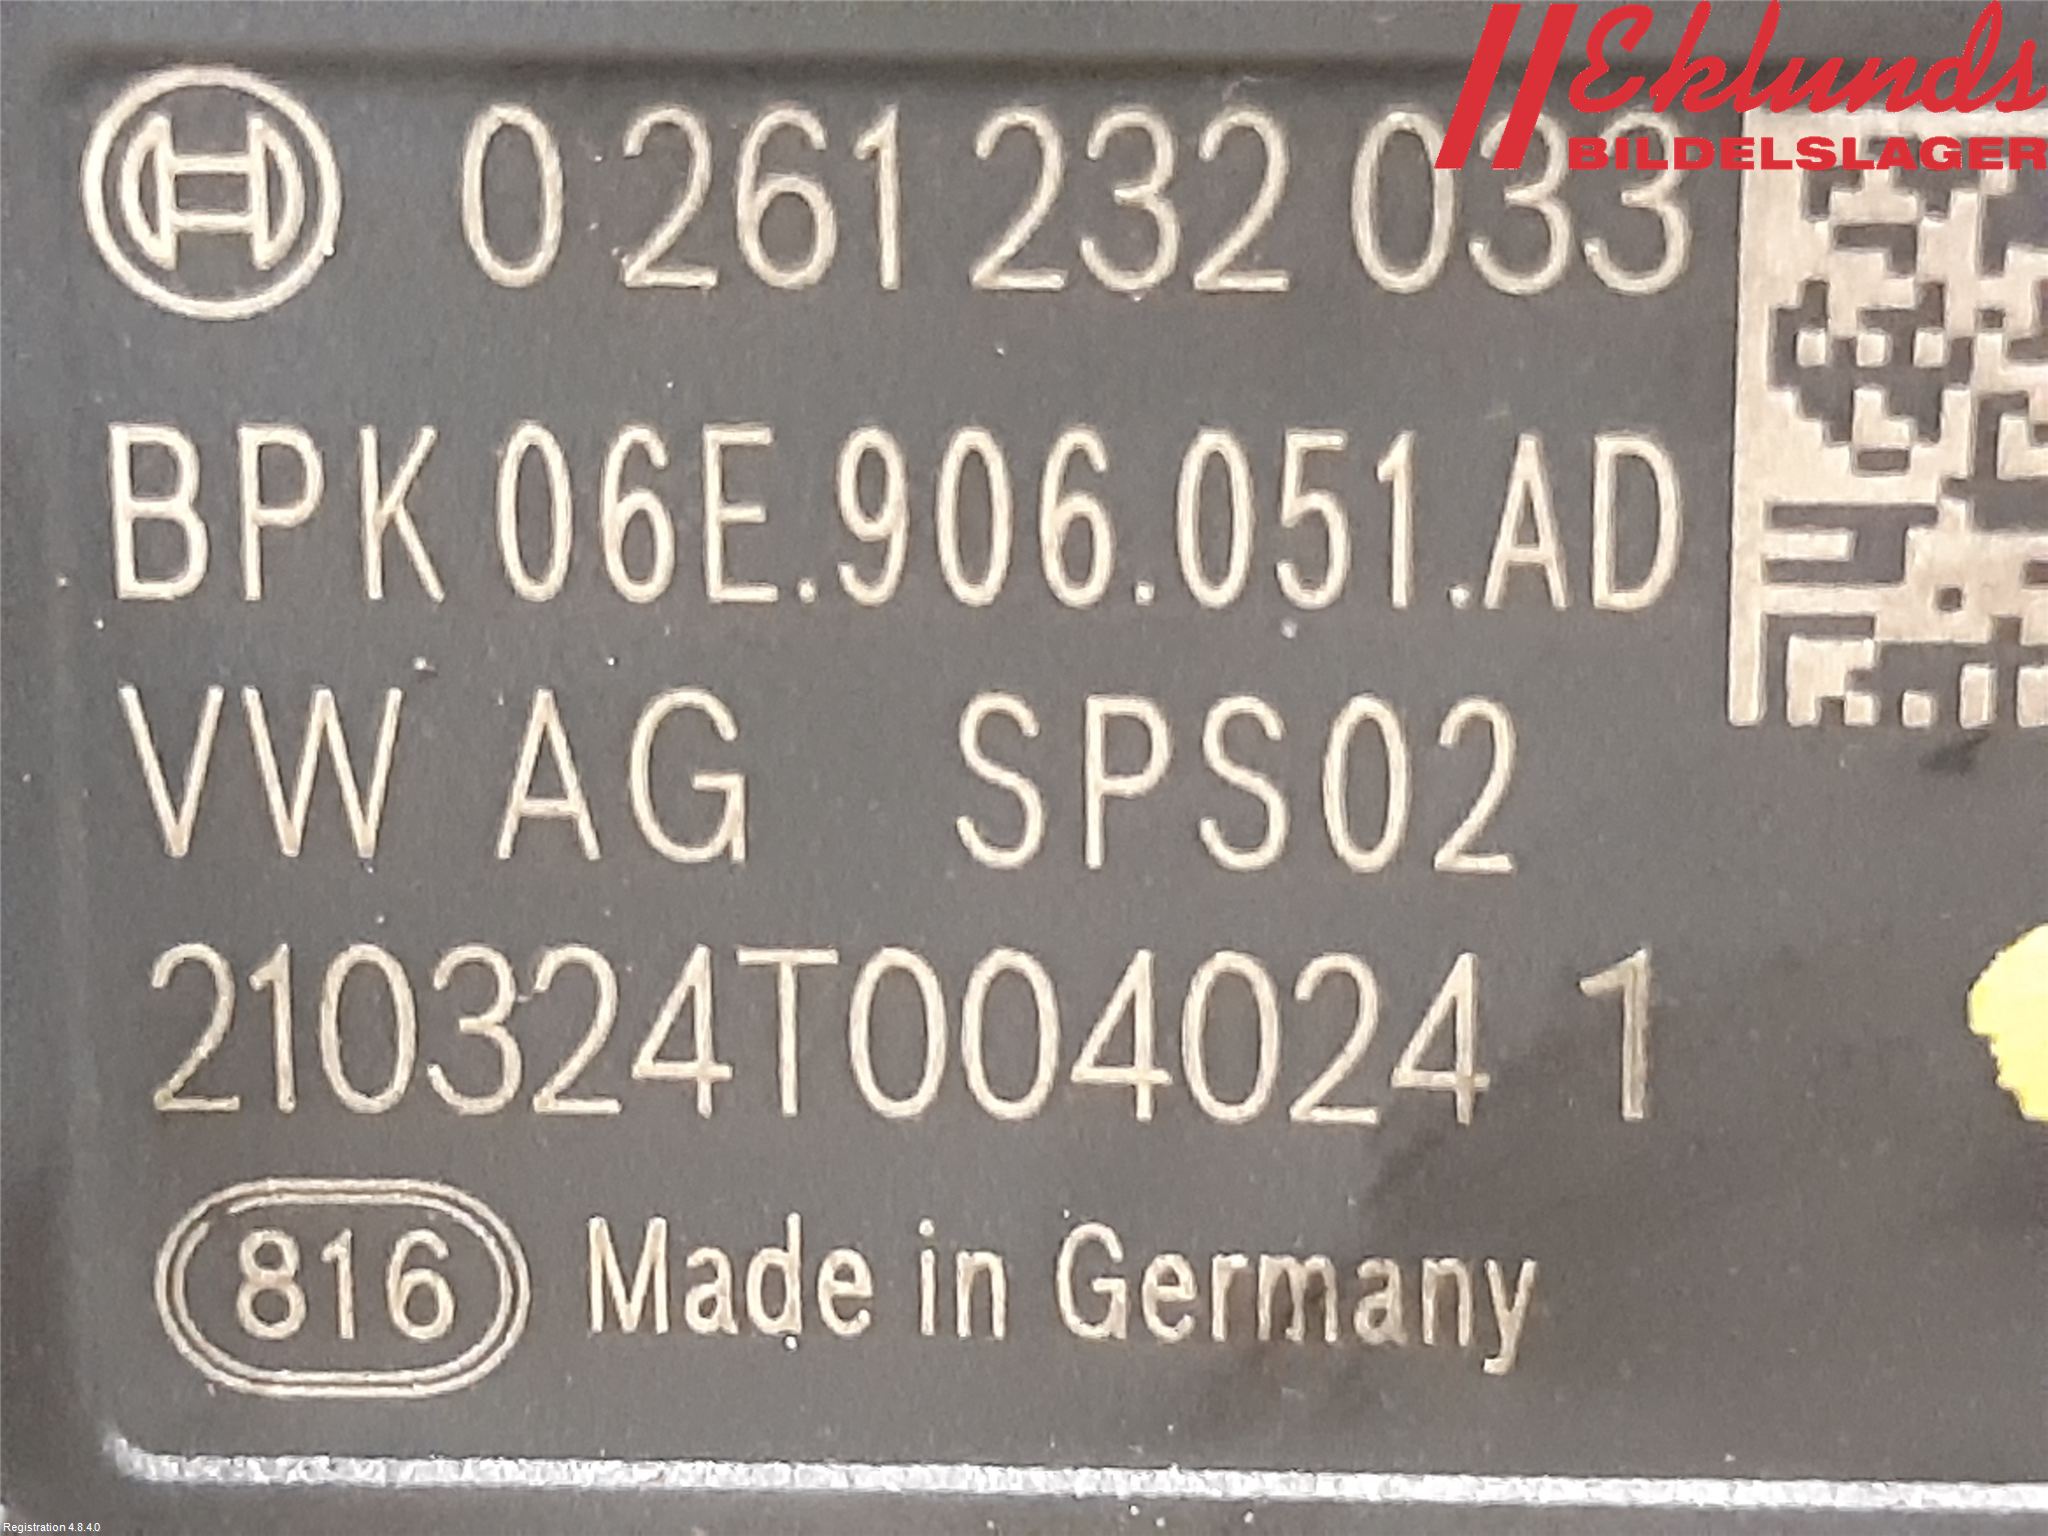 Eklunds
BILDELSLAGER
0 261 232 033
BPK 06E.906.051.AD
VW AG SPS02
210324T004024 1
816 Made in Germany
Registration 4.8.4.0